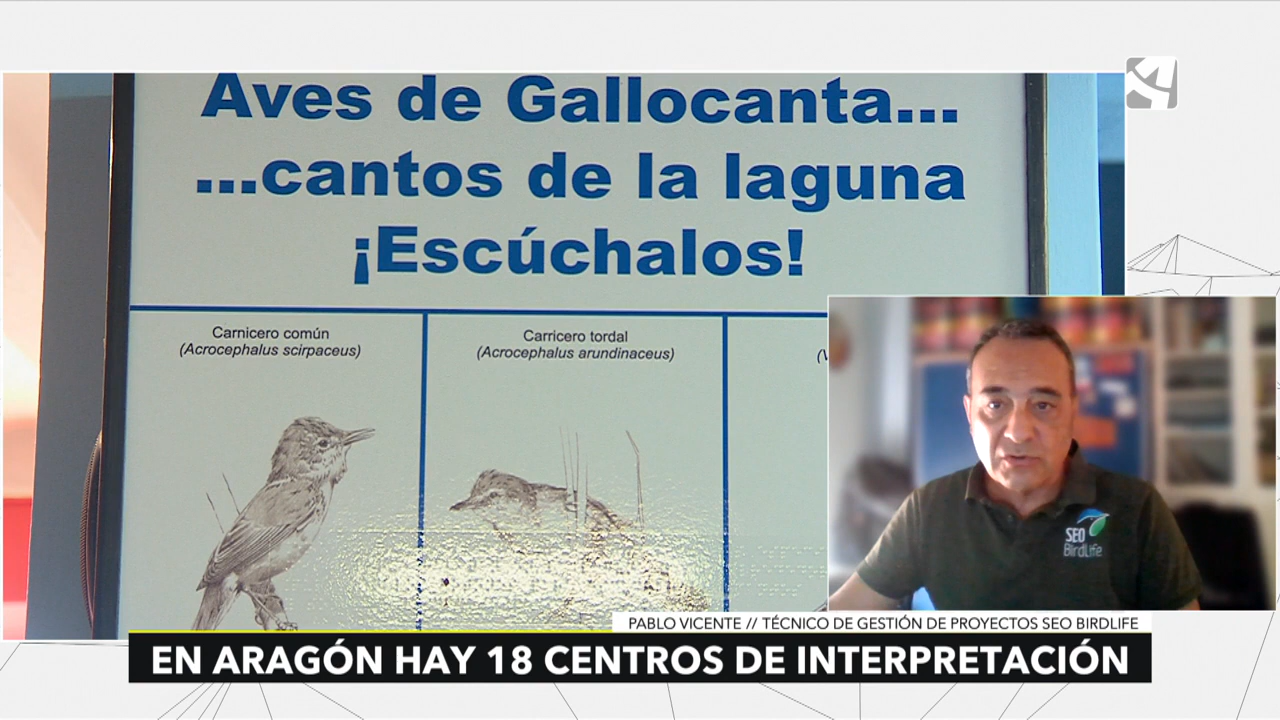 Aves de Gallocanta...
...cantos de la laguna
¡Escúchalos!
Carnicero común
(Acrocephalus scirpaceus)
Carricero tordal
(Acrocephalus arundinaceus)
SEO
BirdLife
PABLO VICENTE // TÉCNICO DE GESTIÓN DE PROYECTOS SEO BIRDLIFE
EN ARAGÓN HAY 18 CENTROS DE INTERPRETACIÓN